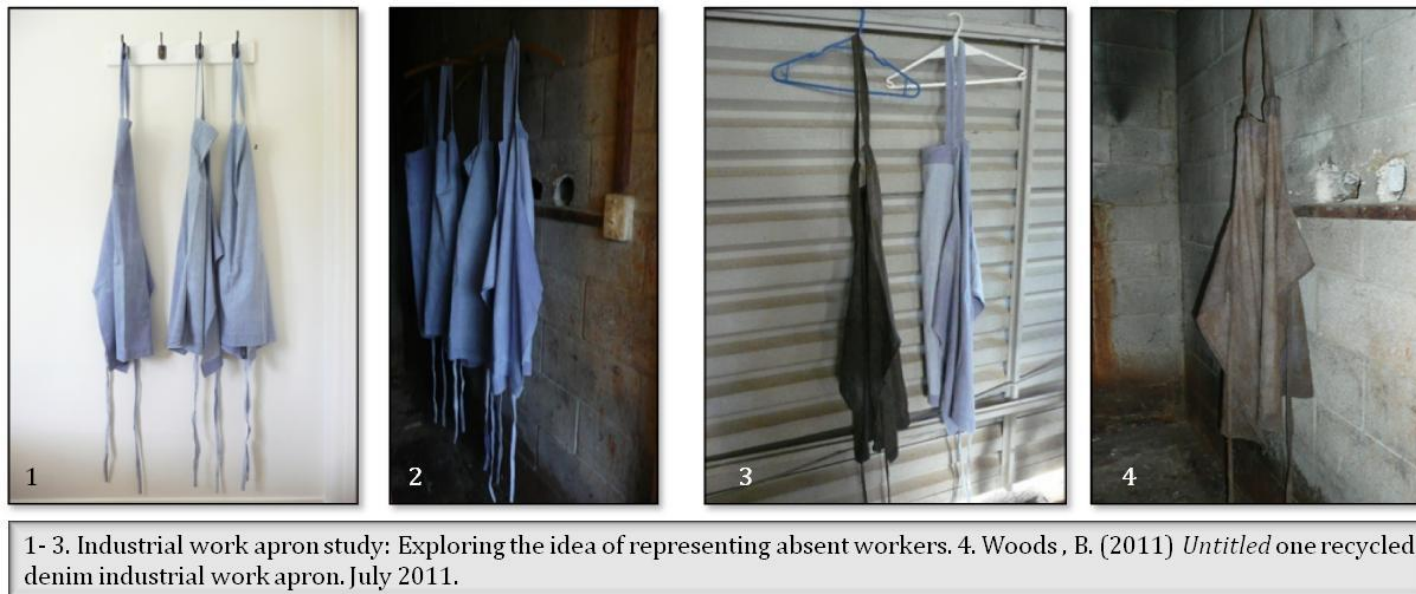 1
2
3
4
1- 3. Industrial work apron study: Exploring the idea of representing absent workers. 4. Woods , B. (2011) Untitled one recycled
denim industrial work apron. July 2011.